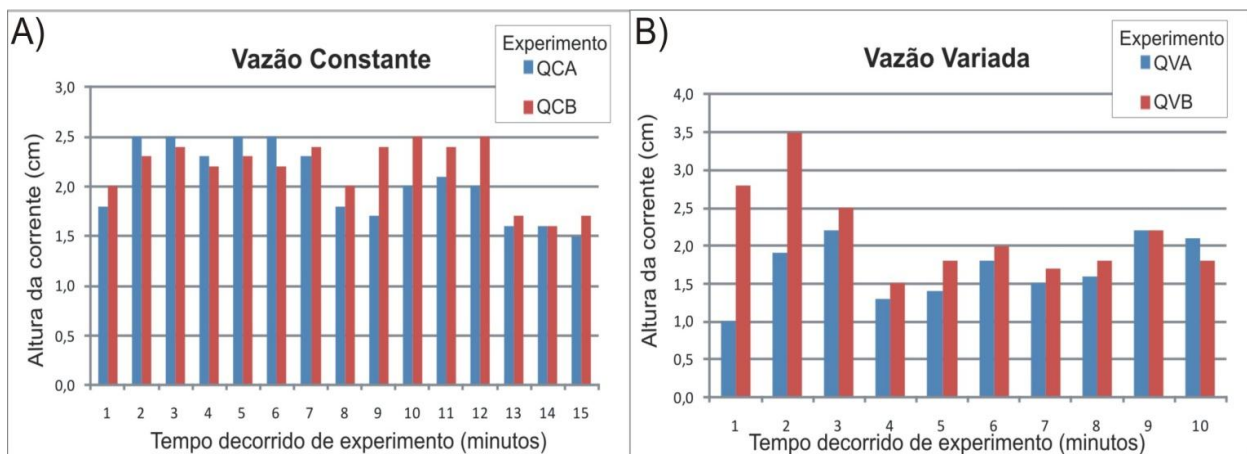 A)
Vazão Constante
Experimento
QCA
QCB
Altura da corrente (cm)
3,0
2,5
2,0
1,5
1,0
0,5
0,0
1 2 3 4 5 6 7 8 9 10 11 12 13 14 15
Tempo decorrido de experimento (minutos)
B)
Vazão Variada
Experimento
QVA
QVB
Altura da corrente (cm)
4,0
3,5
3,0
2,5
2,0
1,5
1,0
0,5
0,0
1 2 3 4 5 6 7 8 9 10
Tempo decorrido de experimento (minutos)